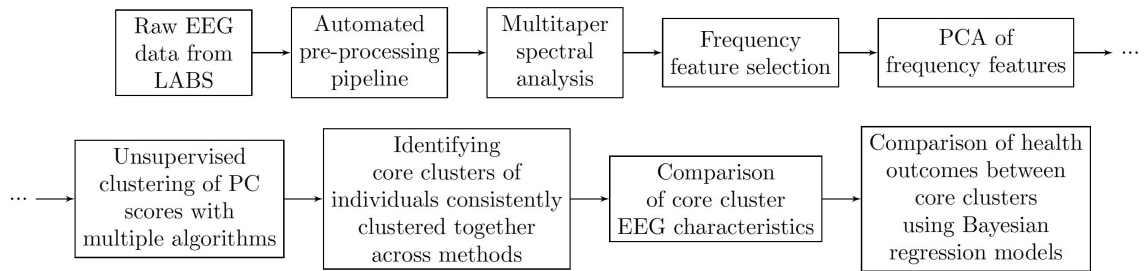 Raw EEG
data from
LABS
Automated
pre-processing
pipeline
Multitaper
spectral
analysis
Frequency
feature selection
PCA of
frequency features
...
...
Unsupervised
clustering of PC
scores with
multiple algorithms
Identifying
core clusters of
individuals consistently
clustered together
across methods
Comparison
of core cluster
EEG characteristics
Comparison of health
outcomes between
core clusters
using Bayesian
regression models